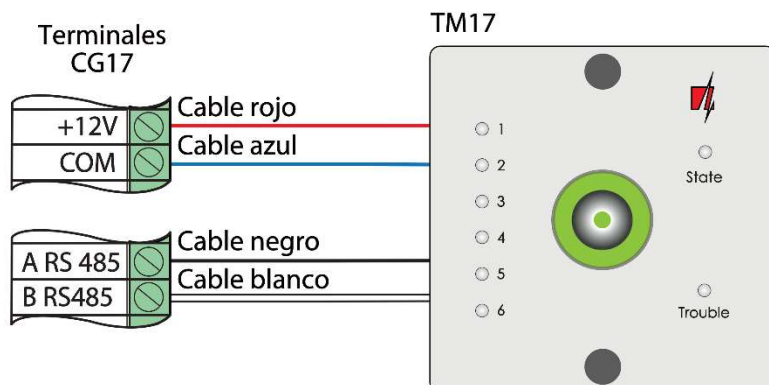 Terminales
CG17
+12V
COM
A RS 485
B RS485
Cable rojo
Cable azul
Cable negro
Cable blanco
TM17
1
2
3
4
5
6
State
Trouble